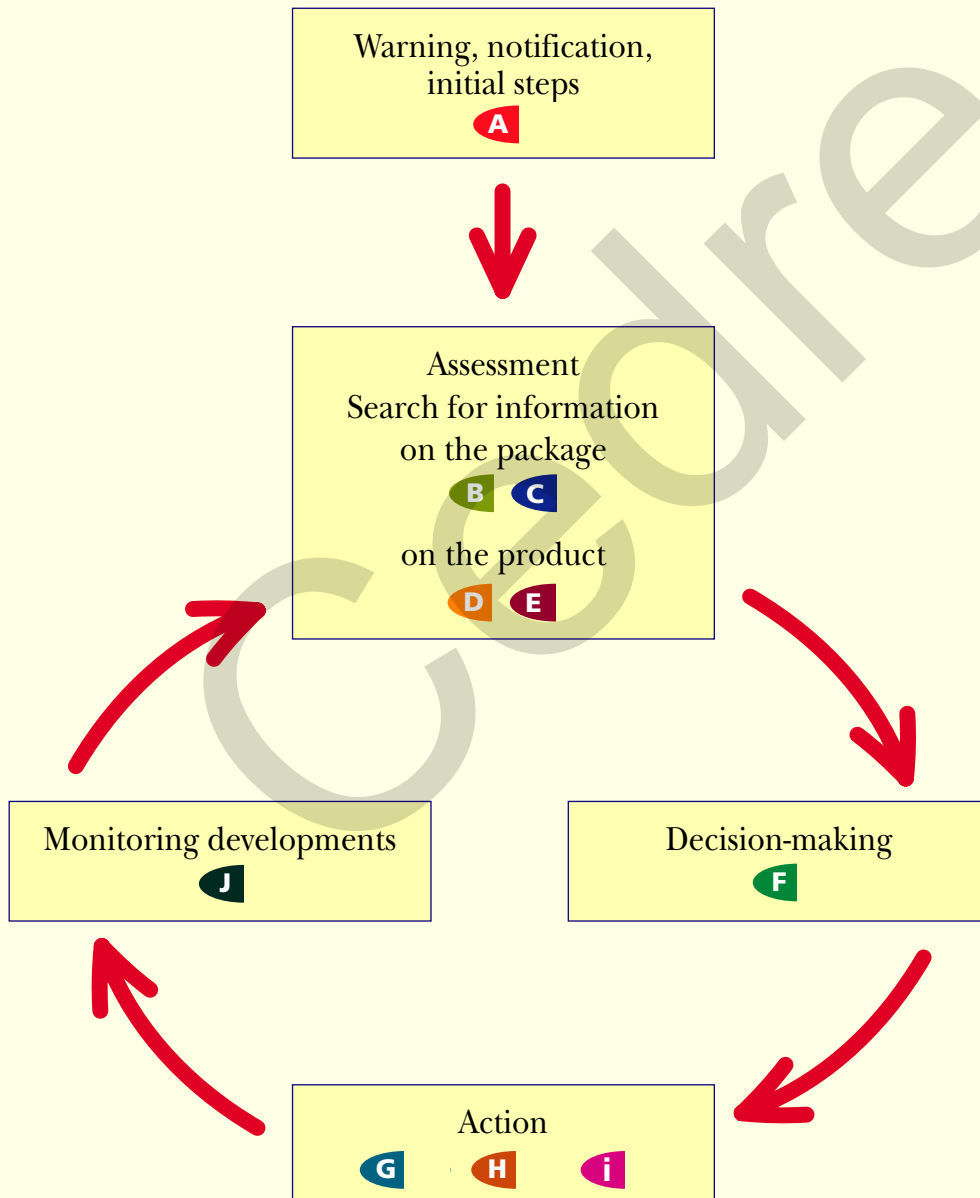 Warning, notification,
initial steps
A
Assessment
Search for information
on the package
B C
on the product
D E
Monitoring developments
J
Decision-making
F
Action
G H i
Cedre